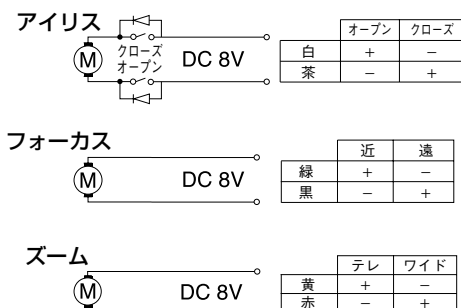 アイリス
クローズ
オープン
M
DC 8V
オープン クローズ
白 + −
茶 − +
フォーカス
M
DC 8V
近 遠
緑 + −
黒 − +
ズーム
M
DC 8V
テレ ワイド
黄 + −
赤 − +